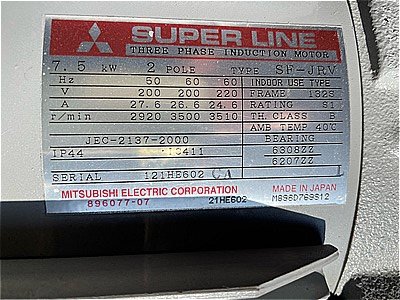 SUPER LINE
THREE PHASE INDUCTION MOTOR
7.5 kW 2 POLE TYPE SF-JRV
Hz 50 60 60 INDOOR USE TYPE
V 200 200 220 FRAME 132S
A 27.6 26.6 24.6 RATING S1
r/min 2920 3500 3510 TH.CLASS E
AMB TEMP 40°C
JEC-2137-2000 BEARING
IP44 IC411 6308ZZ
6207ZZ
SERIAL 121HE602
MITSUBISHI ELECTRIC CORPORATION MADE IN JAPAN
896077-07 21HE602